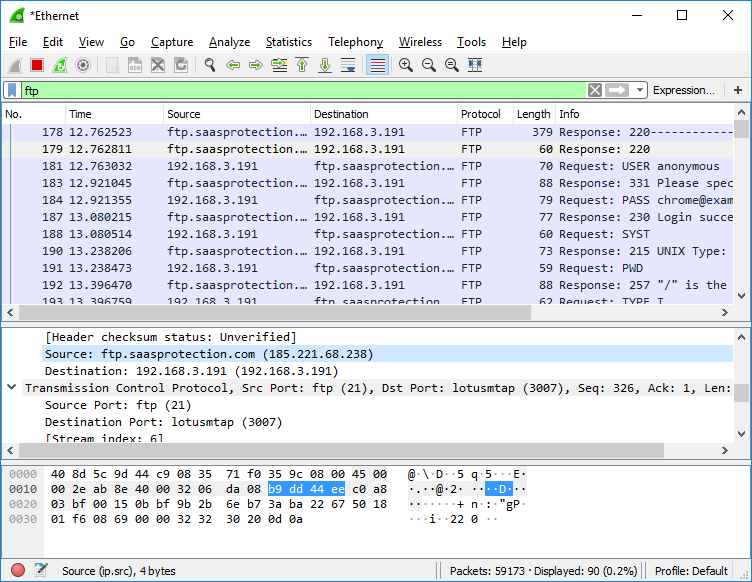 *Ethernet
File Edit View Go Capture Analyze Statistics Telephony Wireless Tools Help
ftp Expression... +
No. Time Source Destination Protocol Length Info
178 12.762523 ftp.saasprotection.… 192.168.3.191 FTP 379 Response: 220------------
179 12.762811 ftp.saasprotection.… 192.168.3.191 FTP 60 Response: 220
181 12.763032 192.168.3.191 ftp.saasprotection.… FTP 70 Request: USER anonymous
183 12.921045 ftp.saasprotection.… 192.168.3.191 FTP 88 Response: 331 Please spec
184 12.921355 192.168.3.191 ftp.saasprotection.… FTP 79 Request: PASS chrome@exam
187 13.080215 ftp.saasprotection.… 192.168.3.191 FTP 77 Response: 230 Login succe
188 13.080514 192.168.3.191 ftp.saasprotection.… FTP 60 Request: SYST
190 13.238206 ftp.saasprotection.… 192.168.3.191 FTP 73 Response: 215 UNIX Type:
191 13.238473 192.168.3.191 ftp.saasprotection.… FTP 59 Request: PWD
192 13.396470 ftp.saasprotection.… 192.168.3.191 FTP 88 Response: 257 "/" is the
193 13.396759 192.168.3.191 ftp.saasprotection.… FTP 62 Request: TYPE I
[Header checksum status: Unverified]
Source: ftp.saasprotection.com (185.221.68.238)
Destination: 192.168.3.191 (192.168.3.191)
Transmission Control Protocol, Src Port: ftp (21), Dst Port: lotusmtap (3007), Seq: 326, Ack: 1, Len:
Source Port: ftp (21)
Destination Port: lotusmtap (3007)
[Stream index: 6]
0000 40 8d 5c 9d 44 c9 08 35 71 f0 35 9c 08 00 45 00 @·\·D··5 q·5···E·
0010 00 2e ab 8e 40 00 32 06 da 08 b9 dd 44 ee c0 a8 ·.··@·2· ····D···
0020 03 bf 00 15 0b bf 9b 2b 6e b7 3a ba 22 67 50 18 ·······+ n·:·"gP·
0030 01 f6 08 69 00 00 32 32 30 20 0d 0a ···i··22 0 ··
Source (ip.src), 4 bytes Packets: 59173 · Displayed: 90 (0.2%) Profile: Default